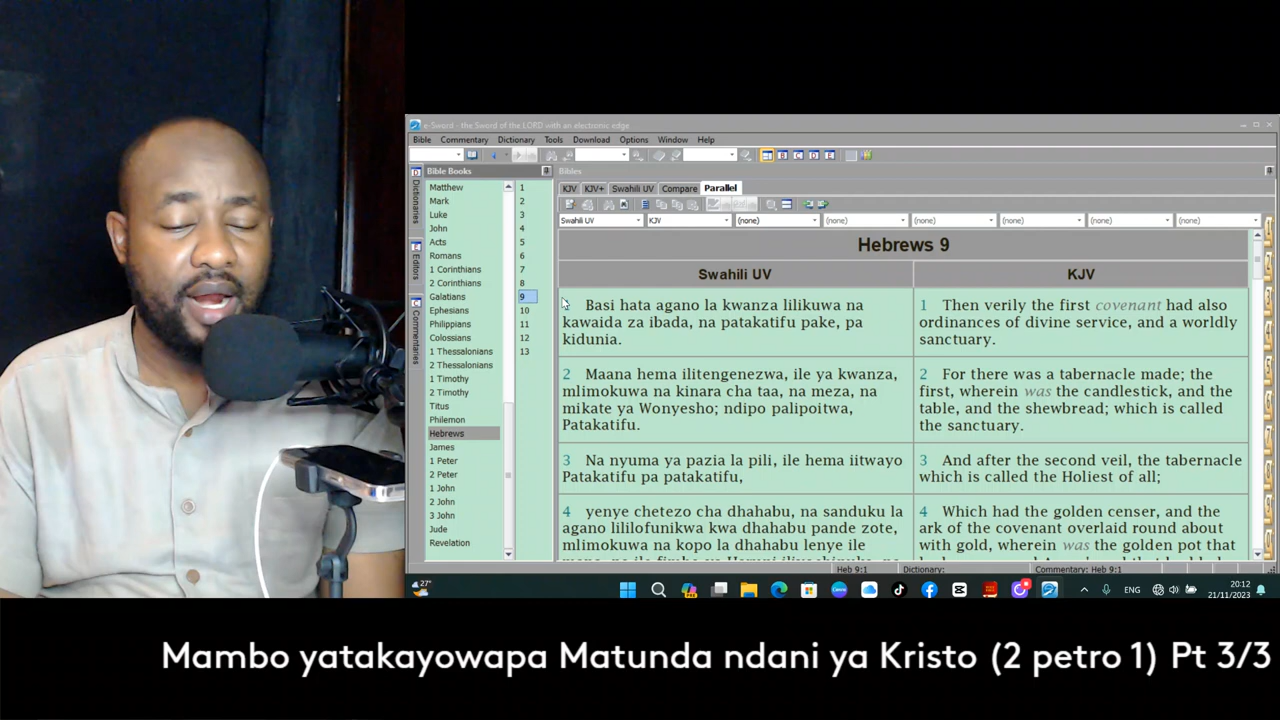 e-Sword - the Sword of the LORD with an electronic edge
Bible Commentary Dictionary Tools Download Options Window Help
Bible Books
Bibles
Dictionaries
Editors
Commentaries
Matthew
Mark
Luke
John
Acts
Romans
1 Corinthians
2 Corinthians
Galatians
Ephesians
Philippians
Colossians
1 Thessalonians
2 Thessalonians
1 Timothy
2 Timothy
Titus
Philemon
Hebrews
James
1 Peter
2 Peter
1 John
2 John
3 John
Jude
Revelation
1
2
3
4
5
6
7
8
9
10
11
12
13
KJV KJV+ Swahili UV Compare Parallel
Swahili UV KJV (none) (none) (none) (none) (none) (none)
Hebrews 9
Swahili UV
KJV
1 Basi hata agano la kwanza lilikuwa na
kawaida za ibada, na patakatifu pake, pa
kidunia.
1 Then verily the first covenant had also
ordinances of divine service, and a worldly
sanctuary.
2 Maana hema ilitengenezwa, ile ya kwanza,
mlimokuwa na kinara cha taa, na meza, na
mikate ya Wonyesho; ndipo palipoitwa,
Patakatifu.
2 For there was a tabernacle made; the
first, wherein was the candlestick, and the
table, and the shewbread; which is called
the sanctuary.
3 Na nyuma ya pazia la pili, ile hema iitwayo
Patakatifu pa patakatifu,
3 And after the second veil, the tabernacle
which is called the Holiest of all;
4 yenye chetezo cha dhahabu, na sanduku la
agano lililofunikwa kwa dhahabu pande zote,
mlimokuwa na kopo la dhahabu lenye ile
4 Which had the golden censer, and the
ark of the covenant overlaid round about
with gold, wherein was the golden pot that
Heb 9:1 Dictionary: Commentary: Heb 9:1
27°
ENG
20:12
21/11/2023
Mambo yatakayowapa Matunda ndani ya Kristo (2 petro 1) Pt 3/3